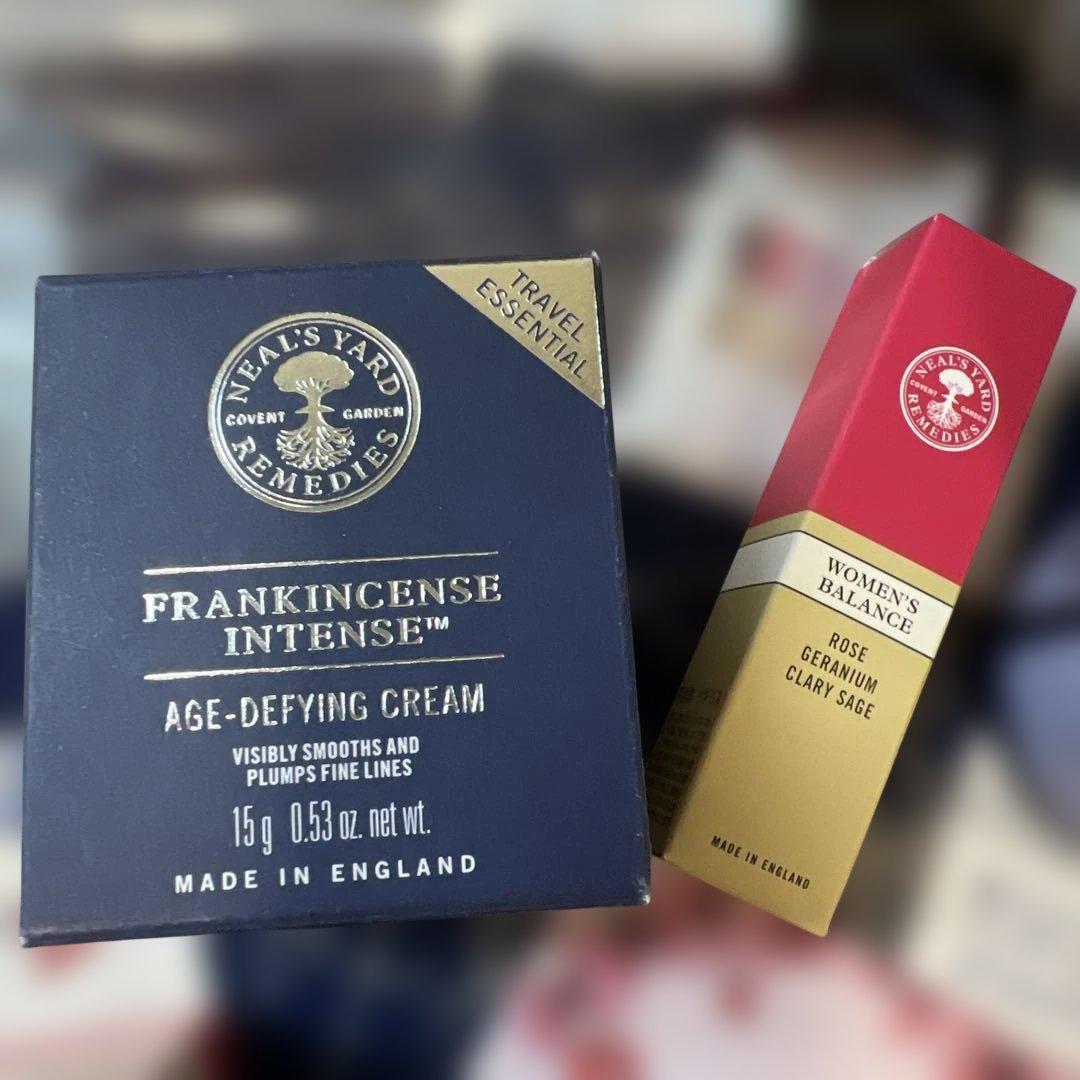 TRAVEL
ESSENTIAL
NEAL'S YARD
COVENT GARDEN
REMEDIES
FRANKINCENSE
INTENSE™
AGE-DEFYING CREAM
VISIBLY SMOOTHS AND
PLUMPS FINE LINES
15 g 0.53 oz. net wt.
MADE IN ENGLAND
NEAL'S YARD
COVENT GARDEN
REMEDIES
WOMEN'S
BALANCE
ROSE
GERANIUM
CLARY SAGE
MADE IN ENGLAND